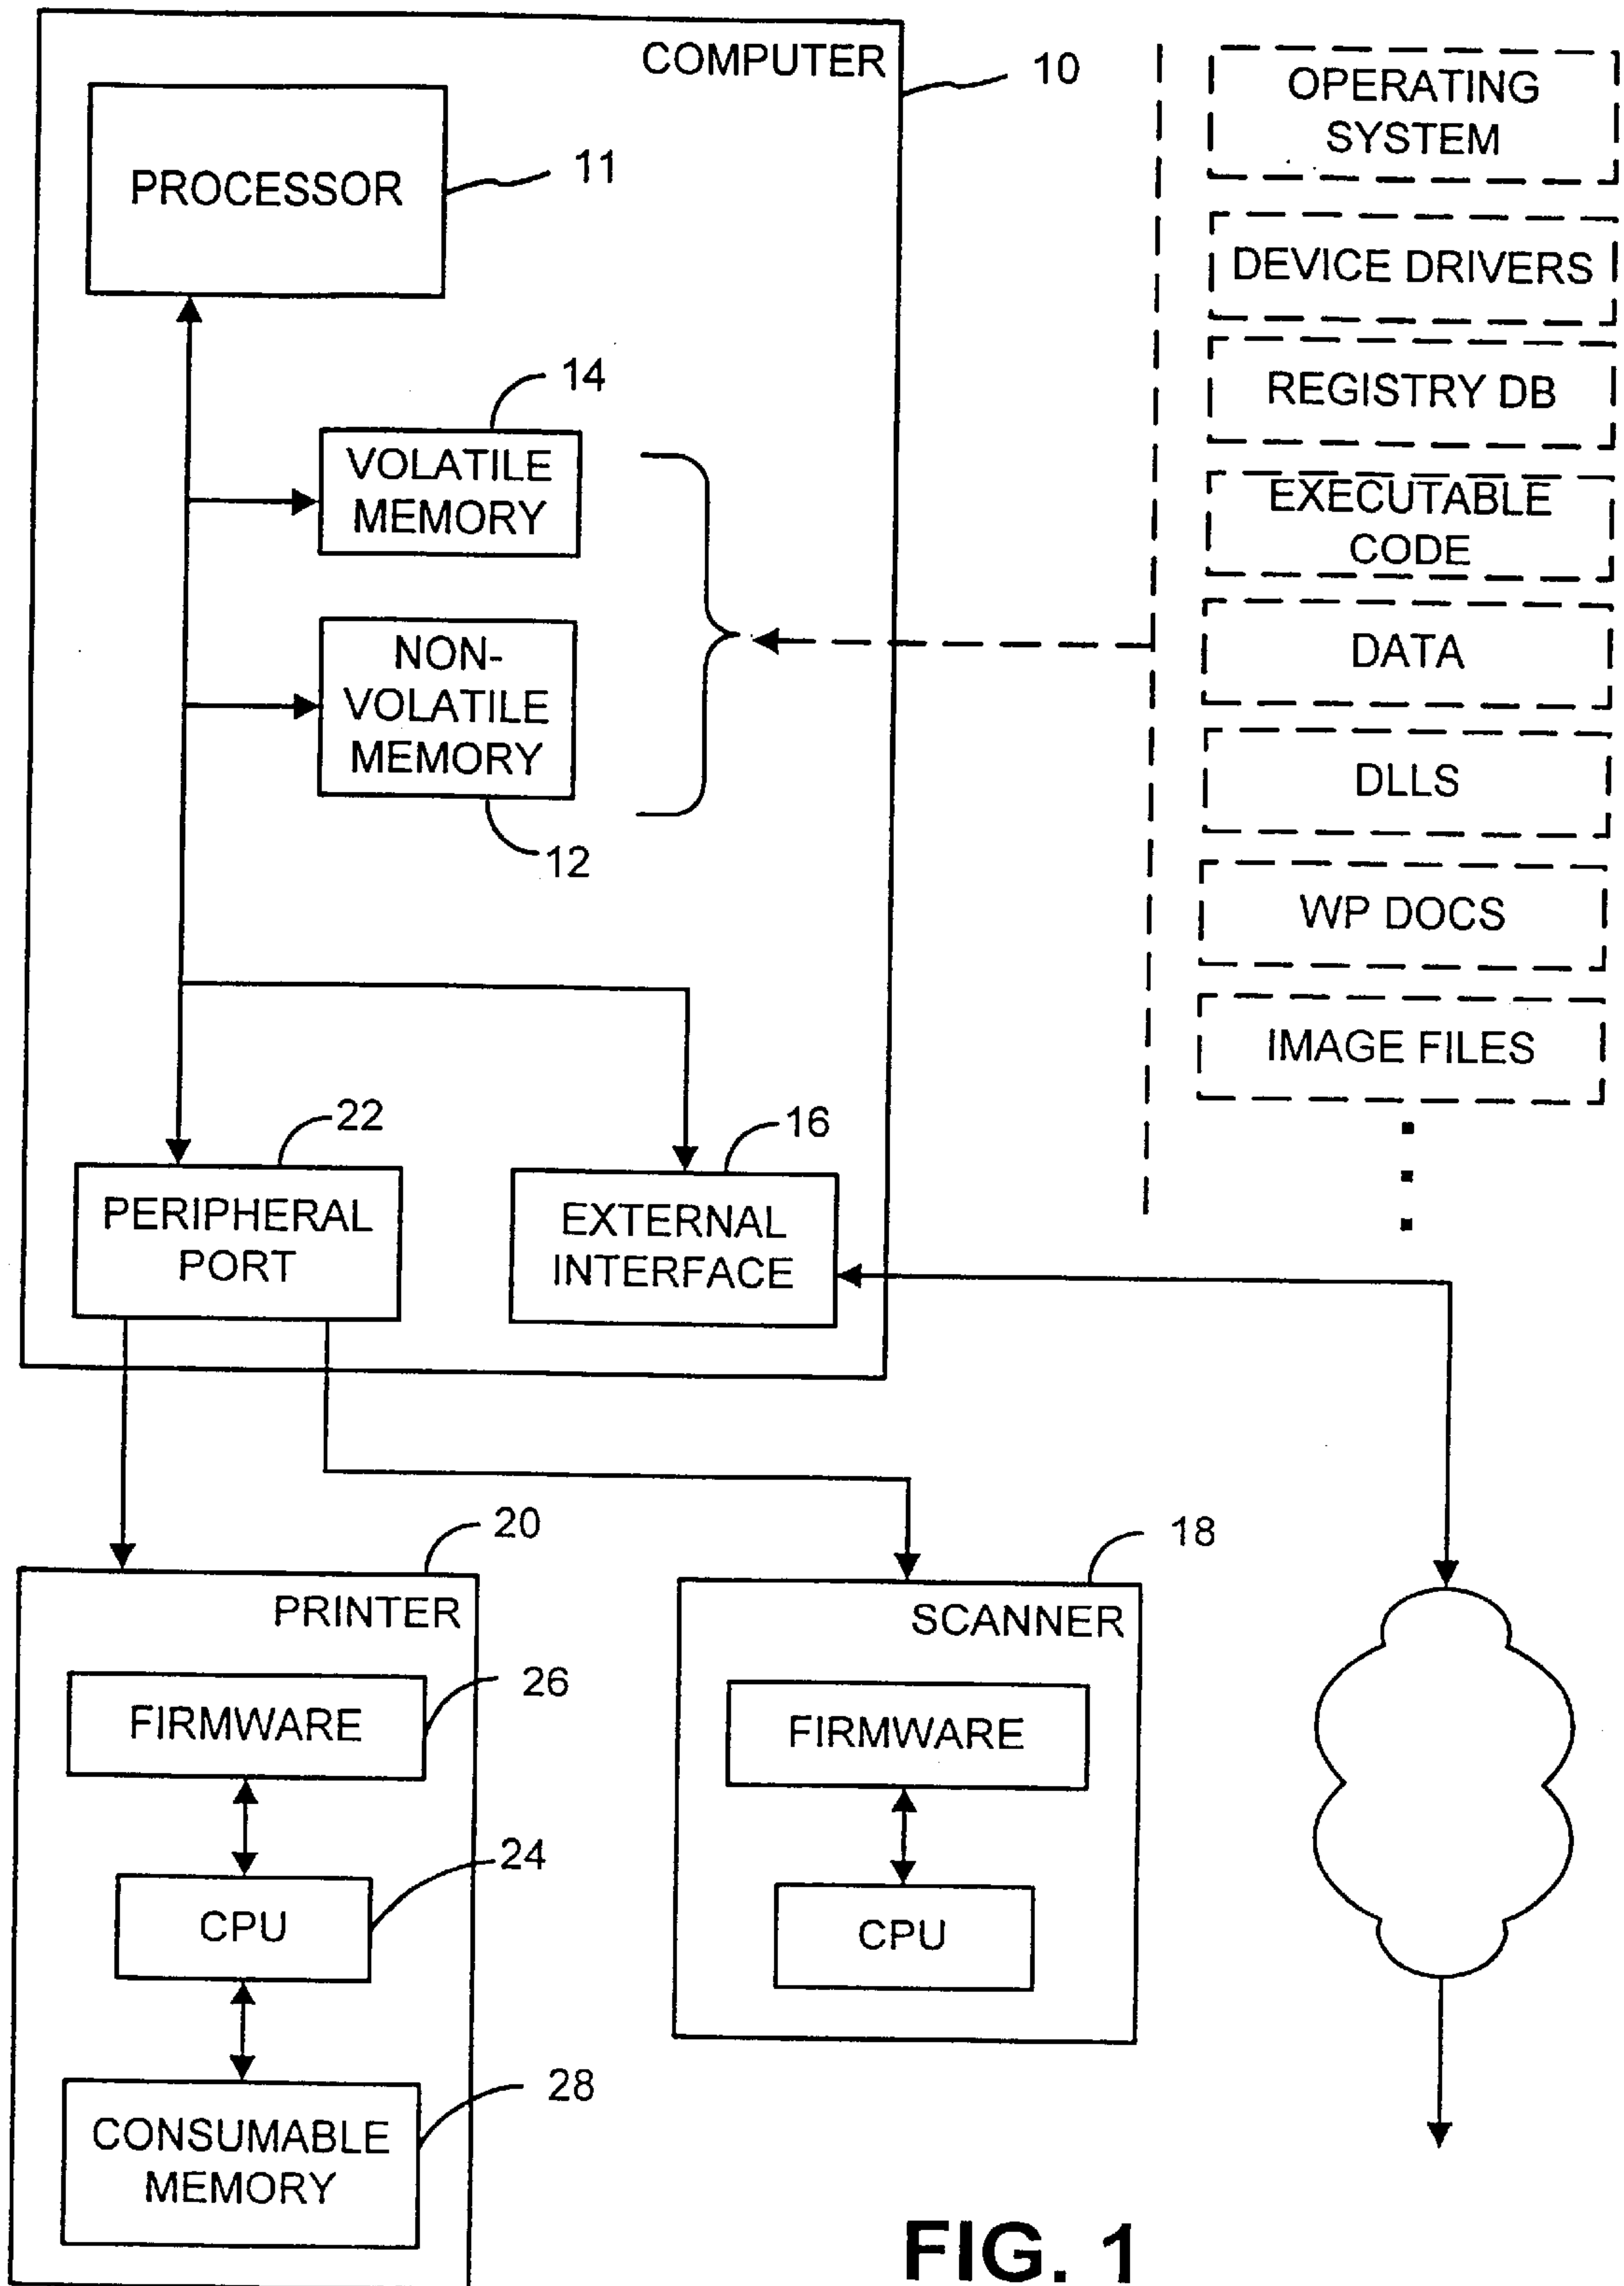 COMPUTER
10
PROCESSOR
11
14
VOLATILE
MEMORY
NON-
VOLATILE
MEMORY
12
22
PERIPHERAL
PORT
16
EXTERNAL
INTERFACE
OPERATING
SYSTEM
DEVICE DRIVERS
REGISTRY DB
EXECUTABLE
CODE
DATA
DLLS
WP DOCS
IMAGE FILES
20
PRINTER
FIRMWARE
26
CPU
24
CONSUMABLE
MEMORY
28
18
SCANNER
FIRMWARE
CPU
FIG. 1